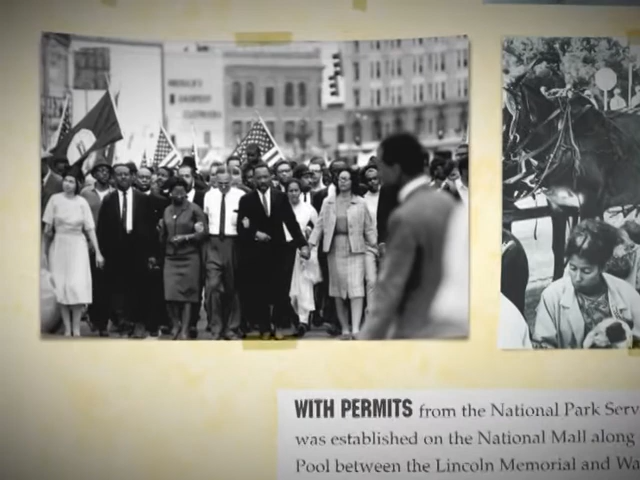 WITH PERMITS from the National Park Serv
was established on the National Mall along
Pool between the Lincoln Memorial and Wa